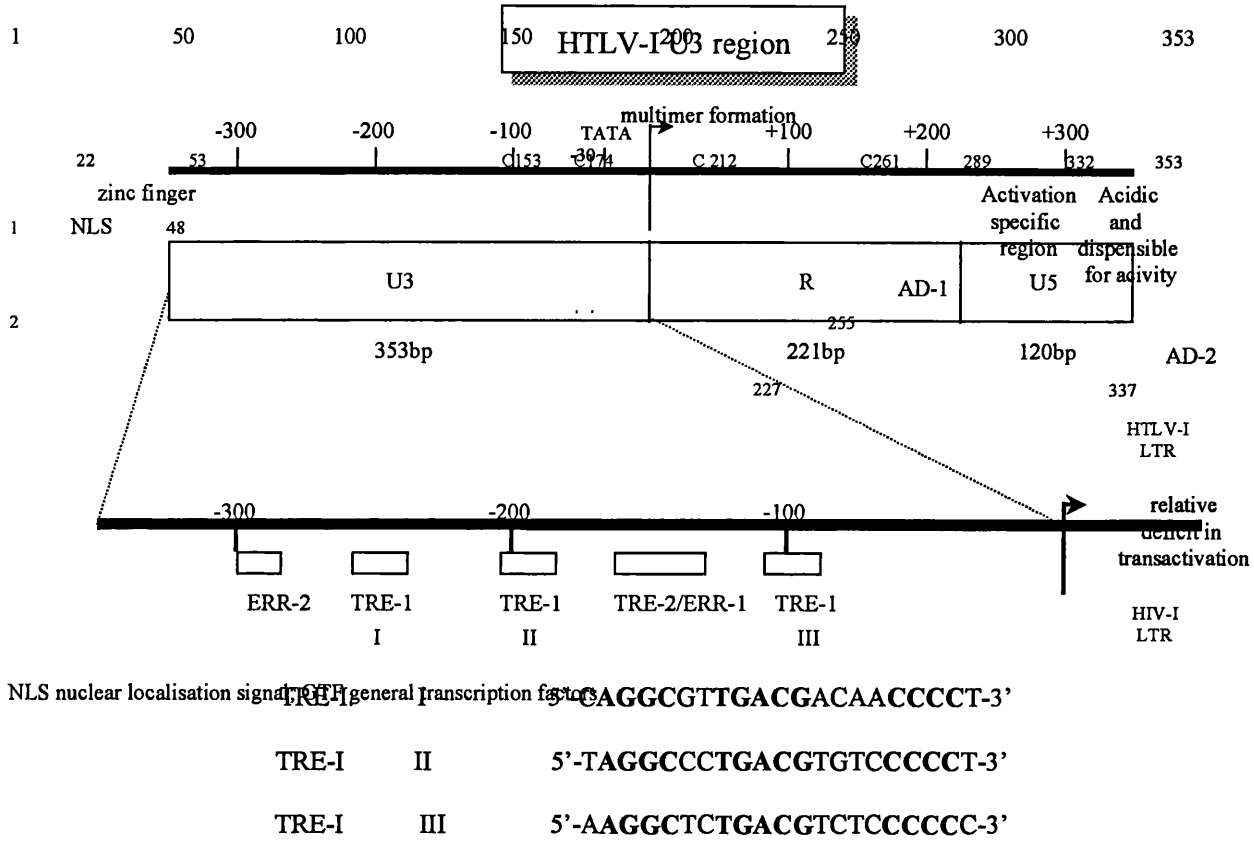 1 50 100 150 200 250 300 353
HTLV-I U3 region
multimer formation
-300 -200 -100 TATA +100 +200 +300
-30
22 53 C153 C174 C 212 C261 289 332 353
zinc finger
Activation specific region
Acidic and dispensible for acivity
1 NLS 48
U3 R AD-1 U5
2 255
353bp 221bp 120bp AD-2
227 337
HTLV-I
LTR
-300 -200 -100
relative
deficit in
transactivation
ERR-2 TRE-1 TRE-1 TRE-2/ERR-1 TRE-1
I II III
HIV-I
LTR
NLS nuclear localisation signal, GTF general transcription factors
TRE-I I 5'-CAGGCGTTGACGACAACCCCT-3'
TRE-I II 5'-TAGGCCCTGACGTGTCCCCCT-3'
TRE-I III 5'-AAGGCTCTGACGTCTCCCCCC-3'